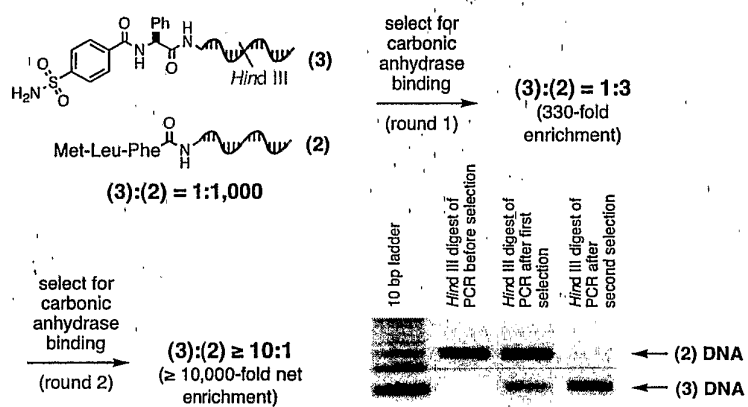 Ph
O
H
N
N
H
O
(3)
Hind III
O
S
O
H₂N
O
Met-Leu-Phe
N
H
(2)
(3):(2) = 1:1,000
select for
carbonic
anhydrase
binding
(round 1)
(3):(2) = 1:3
(330-fold
enrichment)
select for
carbonic
anhydrase
binding
(round 2)
(3):(2) ≥ 10:1
(≥ 10,000-fold net
enrichment)
10 bp ladder
Hind III digest of
PCR before selection
Hind III digest of
PCR after first
selection
Hind III digest of
PCR after
second selection
(2) DNA
(3) DNA